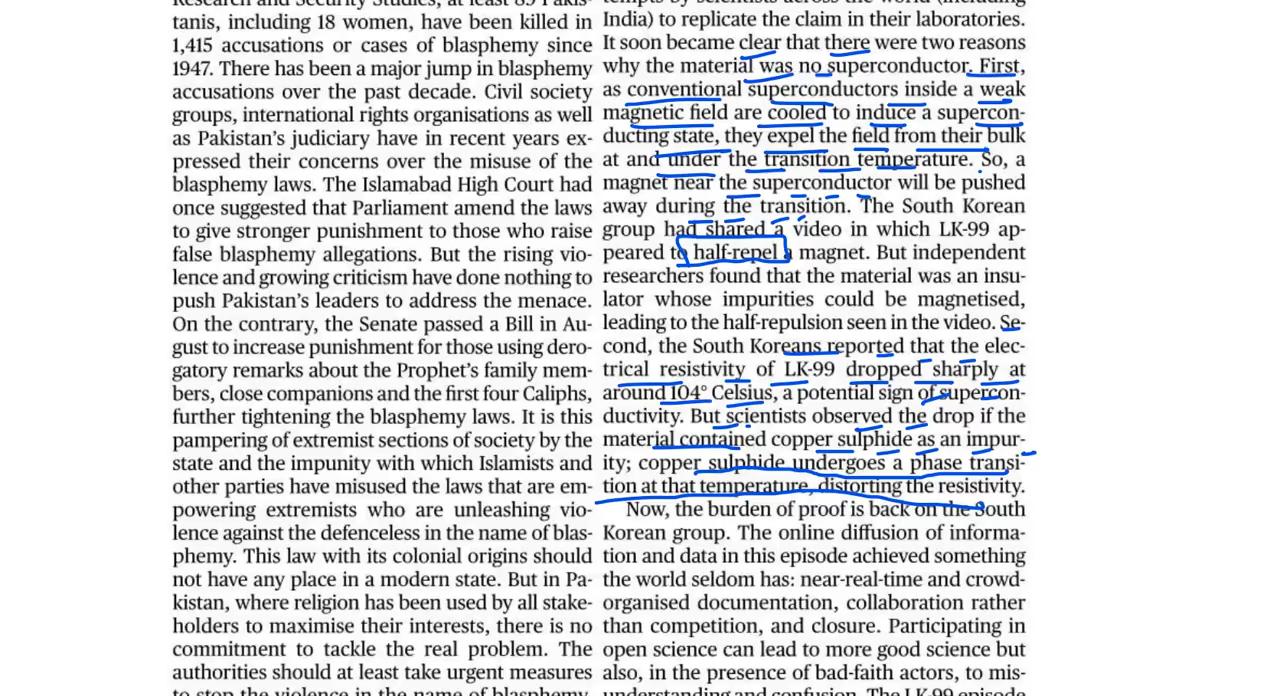 Research and Security Studies, at least 89 Pakis-
tanis, including 18 women, have been killed in
1,415 accusations or cases of blasphemy since
1947. There has been a major jump in blasphemy
accusations over the past decade. Civil society
groups, international rights organisations as well
as Pakistan's judiciary have in recent years ex-
pressed their concerns over the misuse of the
blasphemy laws. The Islamabad High Court had
once suggested that Parliament amend the laws
to give stronger punishment to those who raise
false blasphemy allegations. But the rising vio-
lence and growing criticism have done nothing to
push Pakistan's leaders to address the menace.
On the contrary, the Senate passed a Bill in Au-
gust to increase punishment for those using dero-
gatory remarks about the Prophet's family mem-
bers, close companions and the first four Caliphs,
further tightening the blasphemy laws. It is this
pampering of extremist sections of society by the
state and the impunity with which Islamists and
other parties have misused the laws that are em-
powering extremists who are unleashing vio-
lence against the defenceless in the name of blas-
phemy. This law with its colonial origins should
not have any place in a modern state. But in Pa-
kistan, where religion has been used by all stake-
holders to maximise their interests, there is no
commitment to tackle the real problem. The
authorities should at least take urgent measures
to stop the violence in the name of blasphemy.
tempts by scientists across the world (including
India) to replicate the claim in their laboratories.
It soon became clear that there were two reasons
why the material was no superconductor. First,
as conventional superconductors inside a weak
magnetic field are cooled to induce a supercon-
ducting state, they expel the field from their bulk
at and under the transition temperature. So, a
magnet near the superconductor will be pushed
away during the transition. The South Korean
group had shared a video in which LK-99 ap-
peared to half-repel a magnet. But independent
researchers found that the material was an insu-
lator whose impurities could be magnetised,
leading to the half-repulsion seen in the video. Se-
cond, the South Koreans reported that the elec-
trical resistivity of LK-99 dropped sharply at
around 104° Celsius, a potential sign of supercon-
ductivity. But scientists observed the drop if the
material contained copper sulphide as an impur-
ity; copper sulphide undergoes a phase transi-
tion at that temperature, distorting the resistivity.
Now, the burden of proof is back on the South
Korean group. The online diffusion of informa-
tion and data in this episode achieved something
the world seldom has: near-real-time and crowd-
organised documentation, collaboration rather
than competition, and closure. Participating in
open science can lead to more good science but
also, in the presence of bad-faith actors, to mis-
understanding and confusion. The LK-99 episode